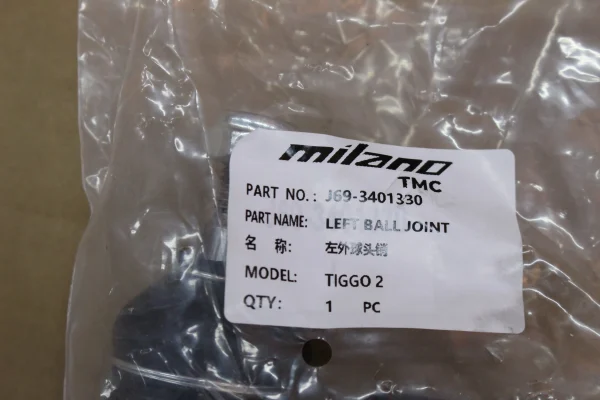 milano
TMC
PART NO.: J69-3401330
PART NAME: LEFT BALL JOINT
名 称: 左外球头销
MODEL: TIGGO 2
QTY: 1 PC